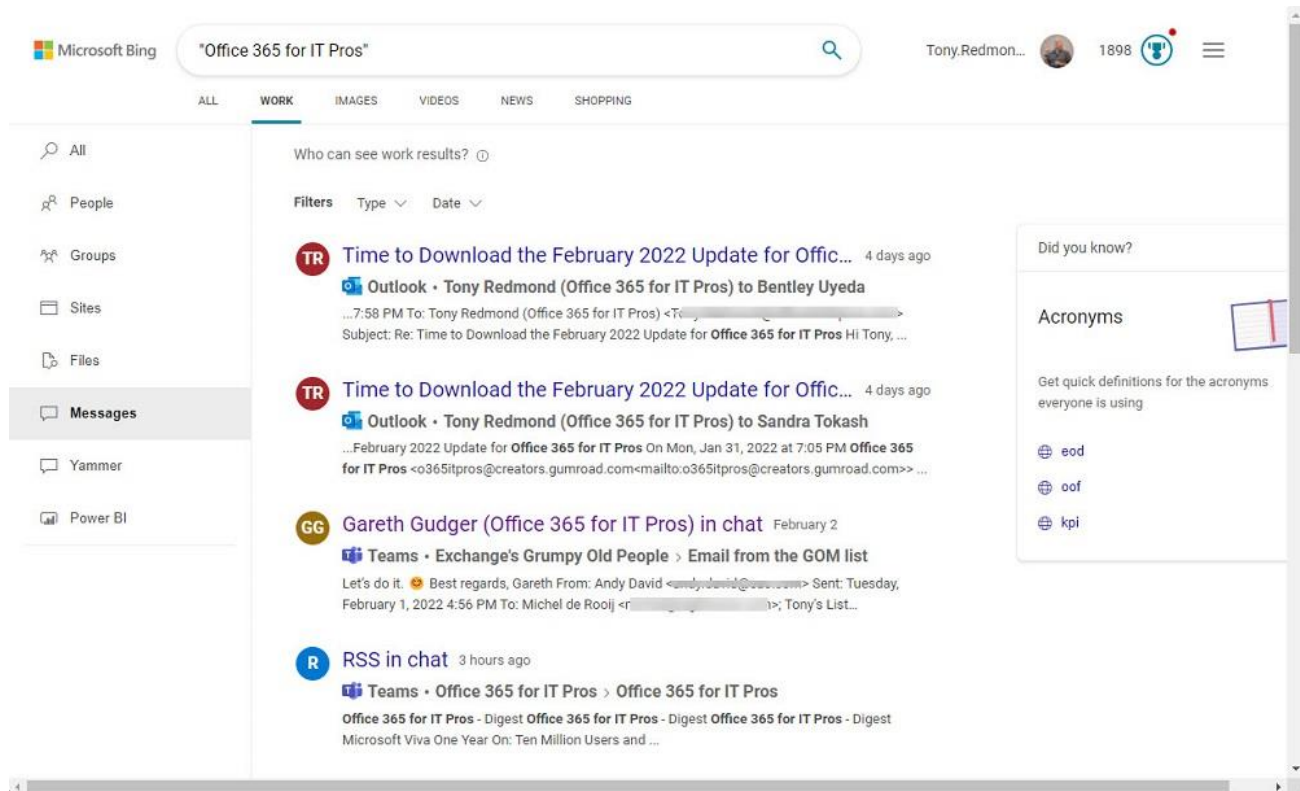 Microsoft Bing
"Office 365 for IT Pros"
Tony.Redmon...
1898
ALL WORK IMAGES VIDEOS NEWS SHOPPING
All
People
Groups
Sites
Files
Messages
Yammer
Power BI
Who can see work results?
Filters Type Date
TR
Time to Download the February 2022 Update for Offic... 4 days ago
Outlook • Tony Redmond (Office 365 for IT Pros) to Bentley Uyeda
...7:58 PM To: Tony Redmond (Office 365 for IT Pros) < >
Subject: Re: Time to Download the February 2022 Update for Office 365 for IT Pros Hi Tony, ...
TR
Time to Download the February 2022 Update for Offic... 4 days ago
Outlook • Tony Redmond (Office 365 for IT Pros) to Sandra Tokash
...February 2022 Update for Office 365 for IT Pros On Mon, Jan 31, 2022 at 7:05 PM Office 365
for IT Pros <o365itpros@creators.gumroad.com<mailto:o365itpros@creators.gumroad.com>> ...
GG
Gareth Gudger (Office 365 for IT Pros) in chat February 2
Teams • Exchange's Grumpy Old People > Email from the GOM list
Let's do it. 😊 Best regards, Gareth From: Andy David < > Sent: Tuesday,
February 1, 2022 4:56 PM To: Michel de Rooij < >; Tony's List...
R
RSS in chat 3 hours ago
Teams • Office 365 for IT Pros > Office 365 for IT Pros
Office 365 for IT Pros - Digest Office 365 for IT Pros - Digest Office 365 for IT Pros - Digest
Microsoft Viva One Year On: Ten Million Users and ...
Did you know?
Acronyms
Get quick definitions for the acronyms
everyone is using
eod
oof
kpi